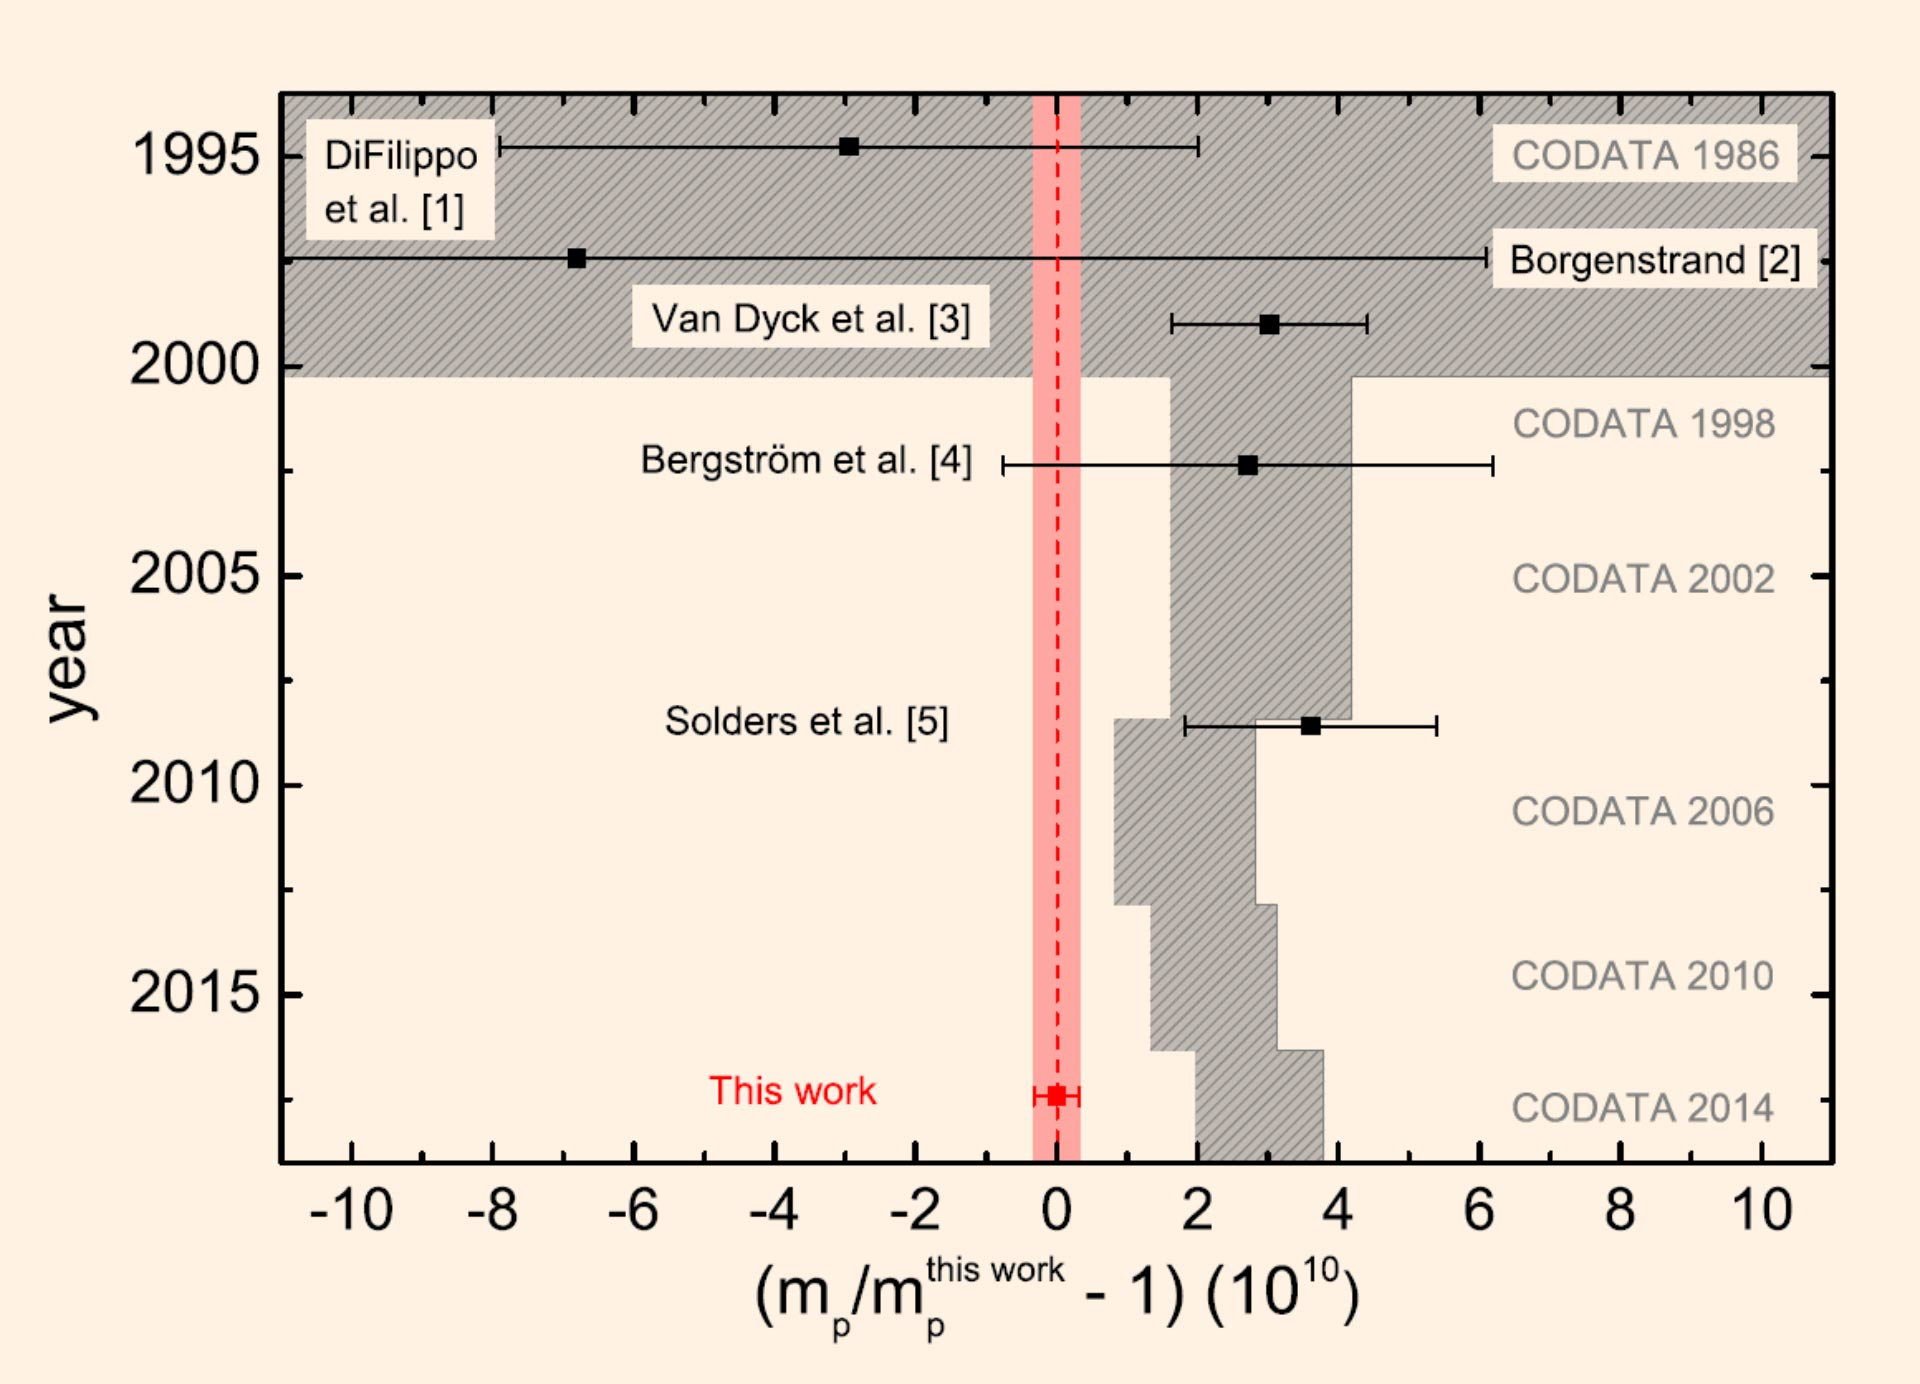 1995
DiFilippo
et al. [1]
CODATA 1986
Borgenstrand [2]
Van Dyck et al. [3]
2000
CODATA 1998
Bergström et al. [4]
2005
CODATA 2002
year
Solders et al. [5]
2010
CODATA 2006
2015
CODATA 2010
This work
CODATA 2014
-10 -8 -6 -4 -2 0 2 4 6 8 10
(mp/mp this work - 1) (10^10)